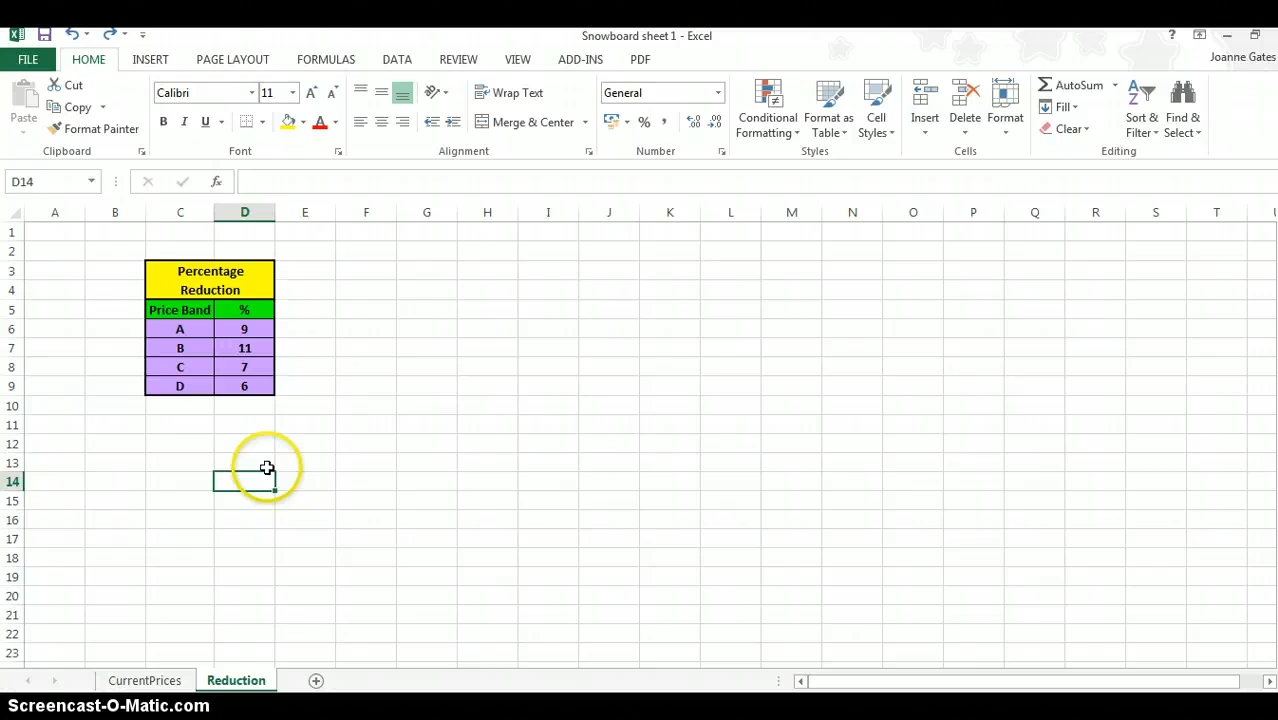 Snowboard sheet 1 - Excel
?
Joanne Gates
FILE
HOME
INSERT
PAGE LAYOUT
FORMULAS
DATA
REVIEW
VIEW
ADD-INS
PDF
Paste
Cut
Copy
Format Painter
Clipboard
Calibri
11
B I U
Font
Wrap Text
Merge & Center
Alignment
General
%
Number
Conditional Formatting
Format as Table
Cell Styles
Styles
Insert
Delete
Format
Cells
AutoSum
Fill
Clear
Sort & Filter
Find & Select
Editing
D14
fx
A B C D E F G H I J K L M N O P Q R S T U
1
2
3 Percentage
4 Reduction
5 Price Band %
6 A 9
7 B 11
8 C 7
9 D 6
10
11
12
13
14
15
16
17
18
19
20
21
22
23
CurrentPrices
Reduction
Screencast-O-Matic.com